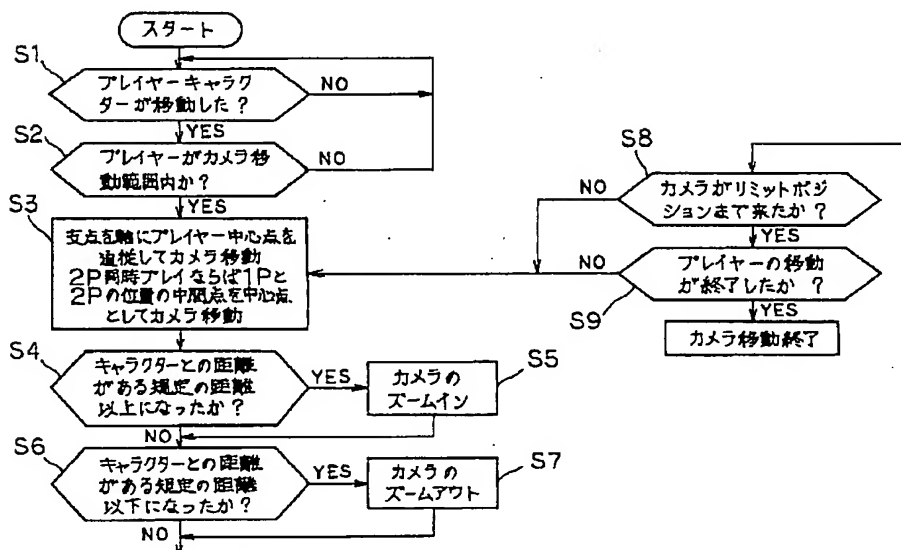 スタート
S1
プレイヤーキャラク
ターが移動した?
NO
YES
S2
プレイヤーがカメラ移
動範囲内か?
NO
YES
S3
支点を軸にプレイヤー中心点を
追従してカメラ移動
2P同時プレイならば1Pと
2Pの位置の中間点を中心点
としてカメラ移動
S4
キャラクターとの距離
がある規定の距離
以上になったか?
YES
NO
S5
カメラの
ズームイン
S6
キャラクターとの距離
がある規定の距離
以下になったか?
YES
NO
S7
カメラの
ズームアウト
S8
カメラがリミットポジ
ションまで来たか?
NO
YES
プレイヤーの移動
が終了したか?
NO
S9
YES
カメラ移動終了